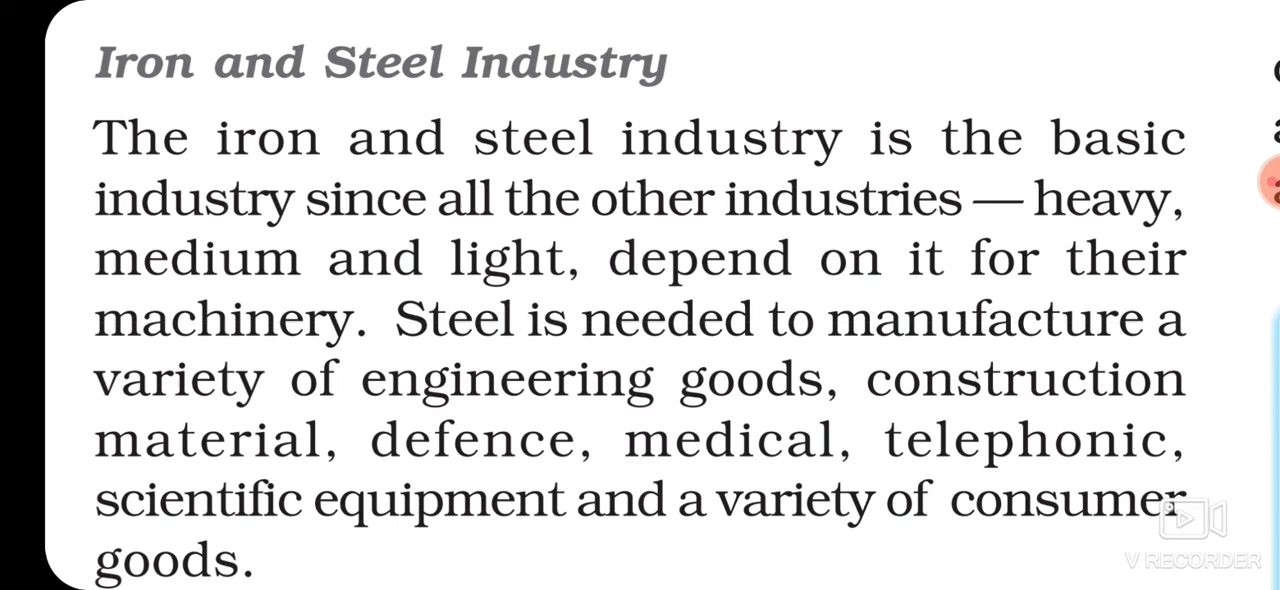 Iron and Steel Industry
The iron and steel industry is the basic
industry since all the other industries — heavy,
medium and light, depend on it for their
machinery. Steel is needed to manufacture a
variety of engineering goods, construction
material, defence, medical, telephonic,
scientific equipment and a variety of consumer
goods.
V RECORDER